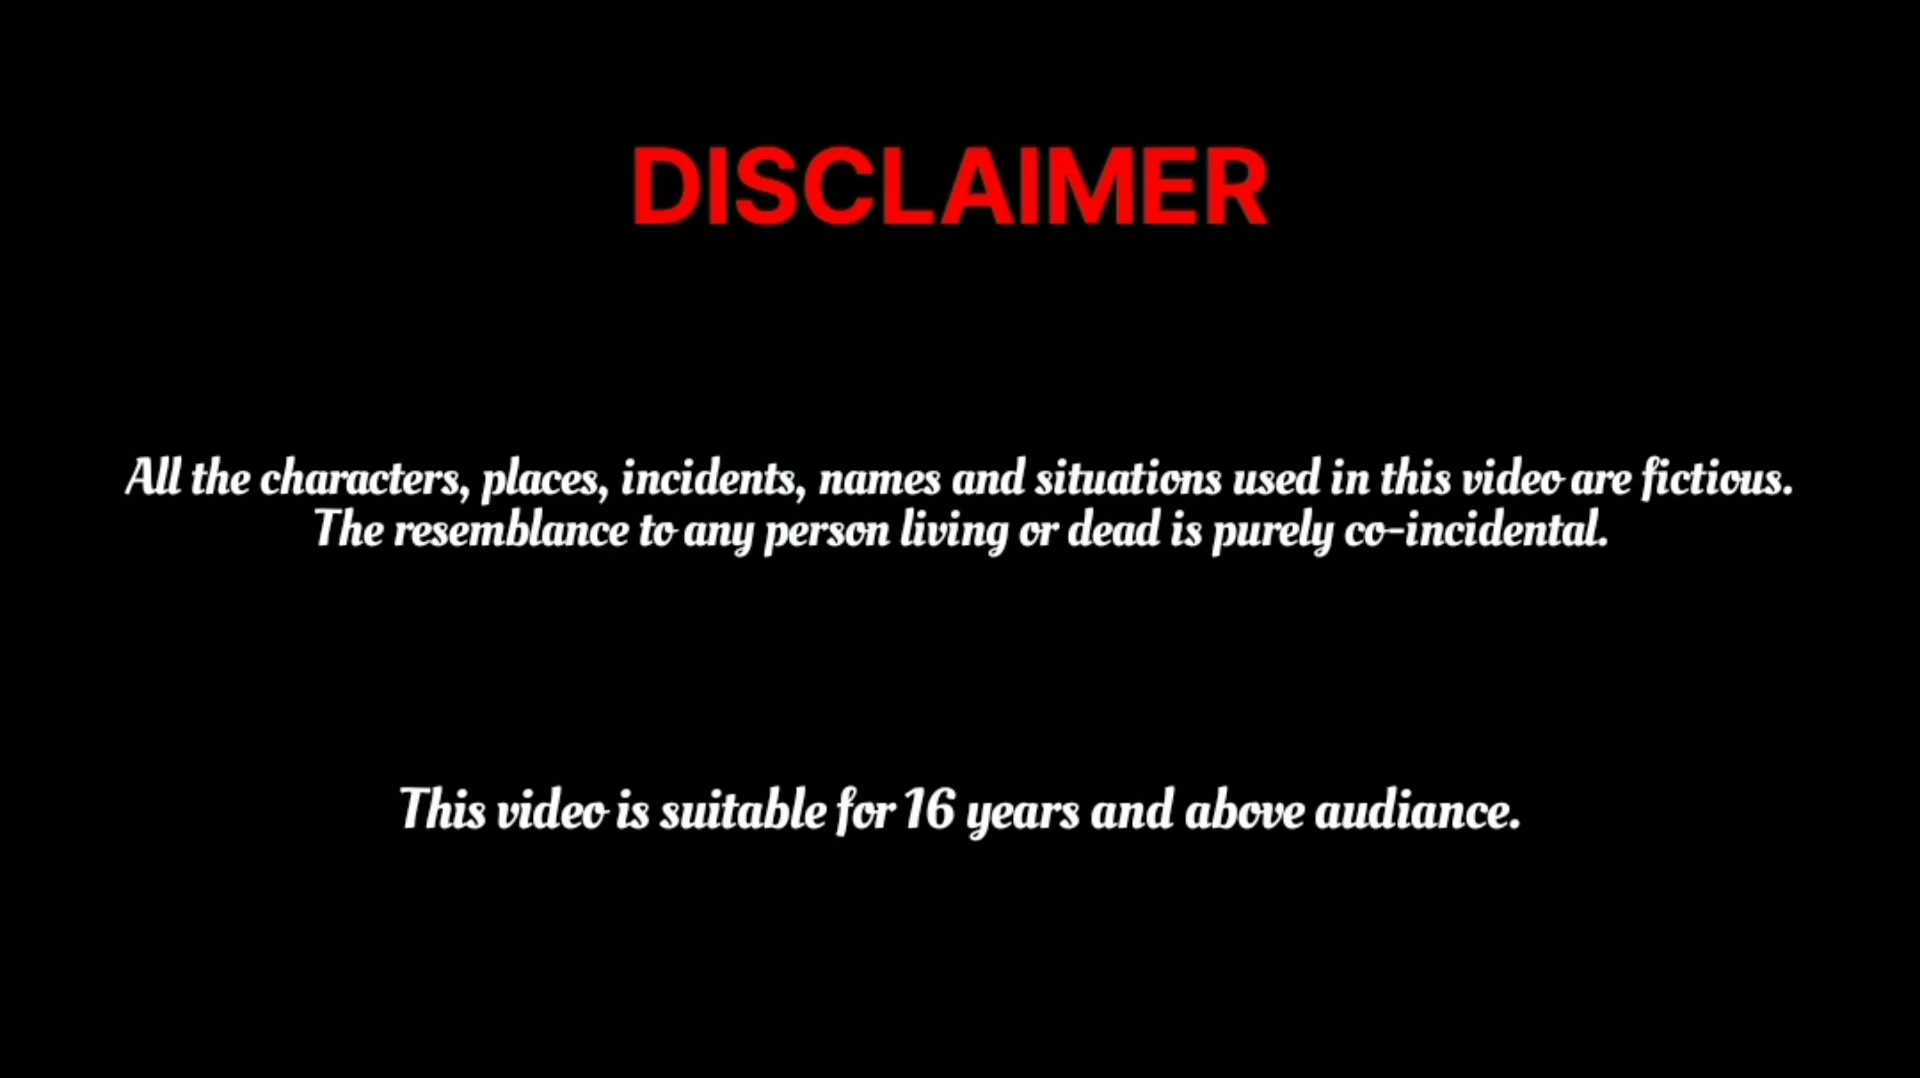 DISCLAIMER
All the characters, places, incidents, names and situations used in this video are fictious.
The resemblance to any person living or dead is purely co-incidental.
This video is suitable for 16 years and above audiance.